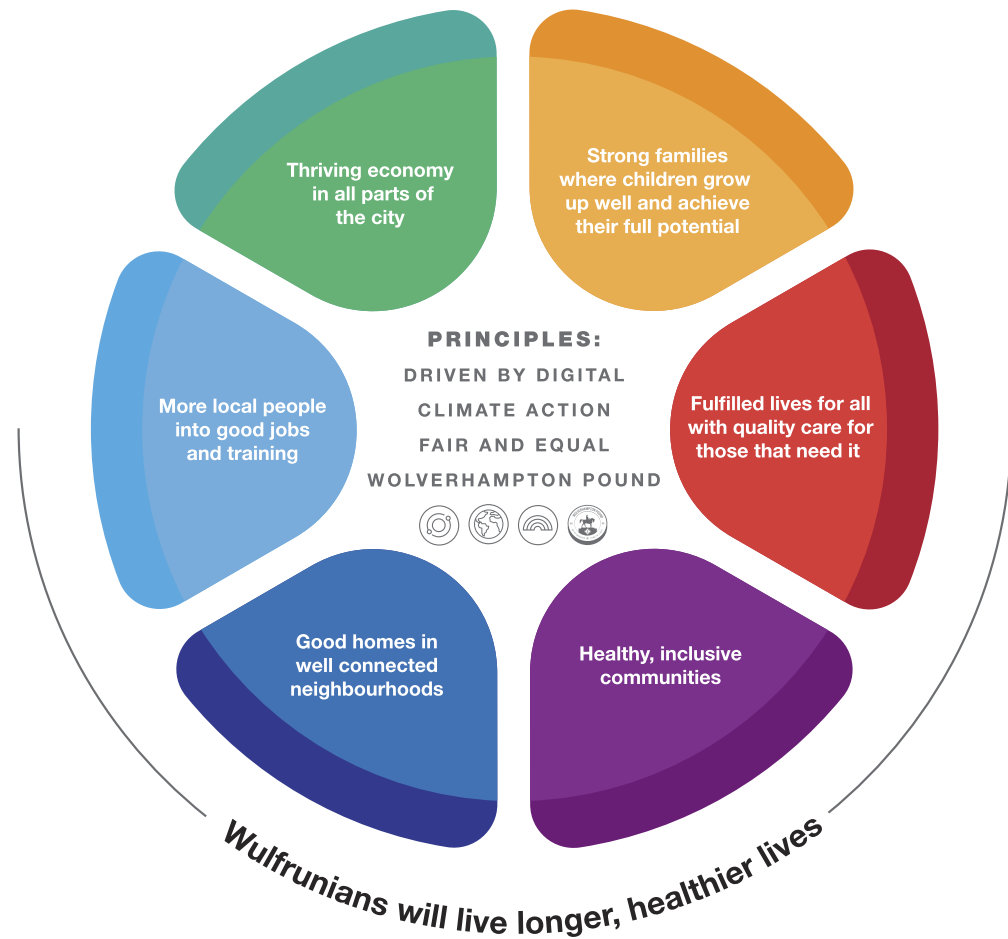 Thriving economy
in all parts of
the city
Strong families
where children grow
up well and achieve
their full potential
More local people
into good jobs
and training
PRINCIPLES:
DRIVEN BY DIGITAL
CLIMATE ACTION
FAIR AND EQUAL
WOLVERHAMPTON POUND
Fulfilled lives for all
with quality care for
those that need it
Good homes in
well connected
neighbourhoods
Healthy, inclusive
communities
Wulfrunians will live longer, healthier lives